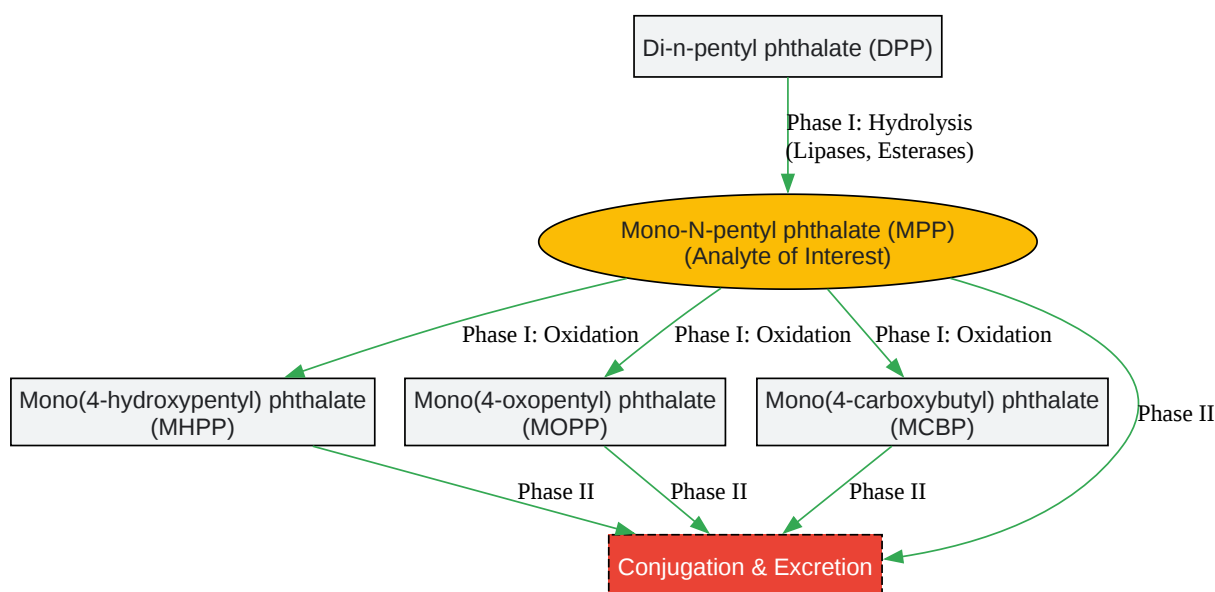 Di-n-pentyl phthalate (DPP)
Phase I: Hydrolysis
(Lipases, Esterases)
Mono-N-pentyl phthalate (MPP)
(Analyte of Interest)
Phase I: Oxidation
Phase I: Oxidation
Phase I: Oxidation
Mono(4-hydroxypentyl) phthalate
(MHPP)
Mono(4-oxopentyl) phthalate
(MOPP)
Mono(4-carboxybutyl) phthalate
(MCBP)
Phase II
Phase II
Phase II
Phase II
Conjugation & Excretion